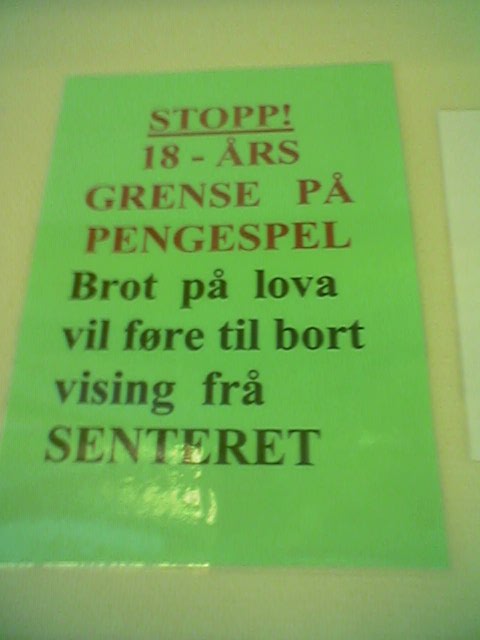 STOPP!
18 - ÅRS
GRENSE PÅ
PENGESPEL
Brot på lova
vil føre til bort
vising frå
SENTERET